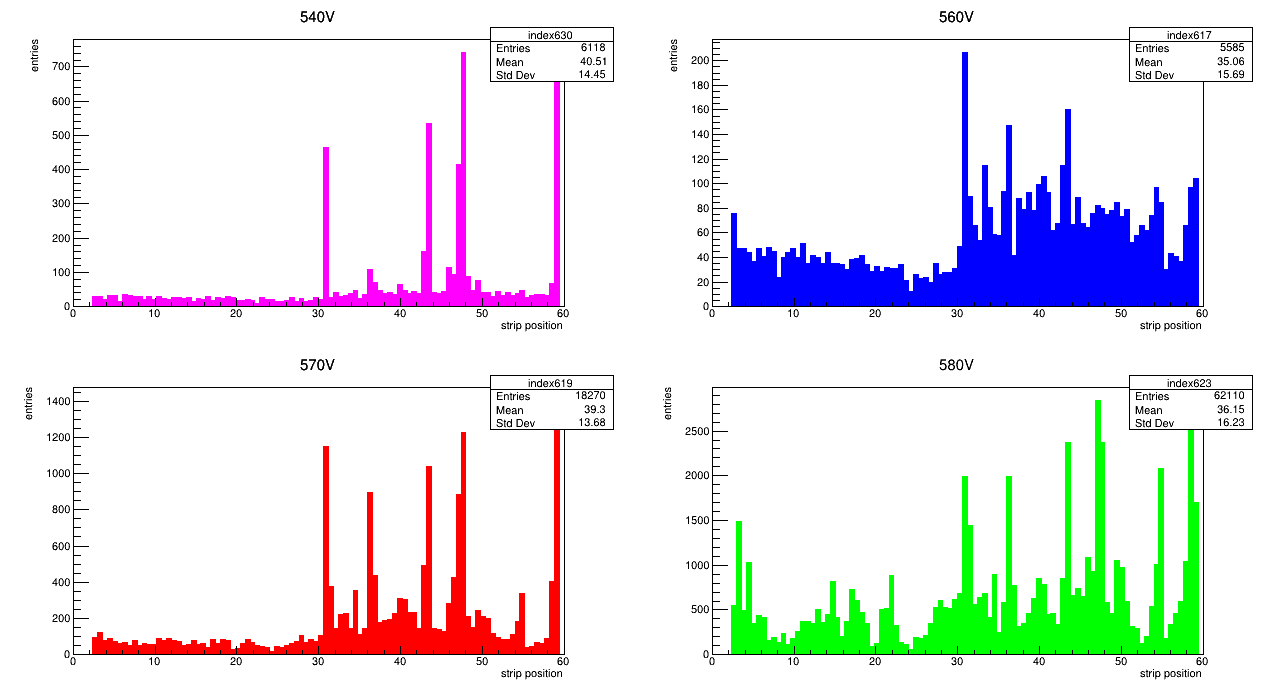 540V
index630
Entries 6118
Mean 40.51
Std Dev 14.45
entries
700
600
500
400
300
200
100
0
0 10 20 30 40 50 60
strip position
560V
index617
Entries 5585
Mean 35.06
Std Dev 15.69
entries
200
180
160
140
120
100
80
60
40
20
0
0 10 20 30 40 50 60
strip position
570V
index619
Entries 18270
Mean 39.3
Std Dev 13.68
entries
1400
1200
1000
800
600
400
200
0
0 10 20 30 40 50 60
strip position
580V
index623
Entries 62110
Mean 36.15
Std Dev 16.23
entries
2500
2000
1500
1000
500
0
0 10 20 30 40 50 60
strip position